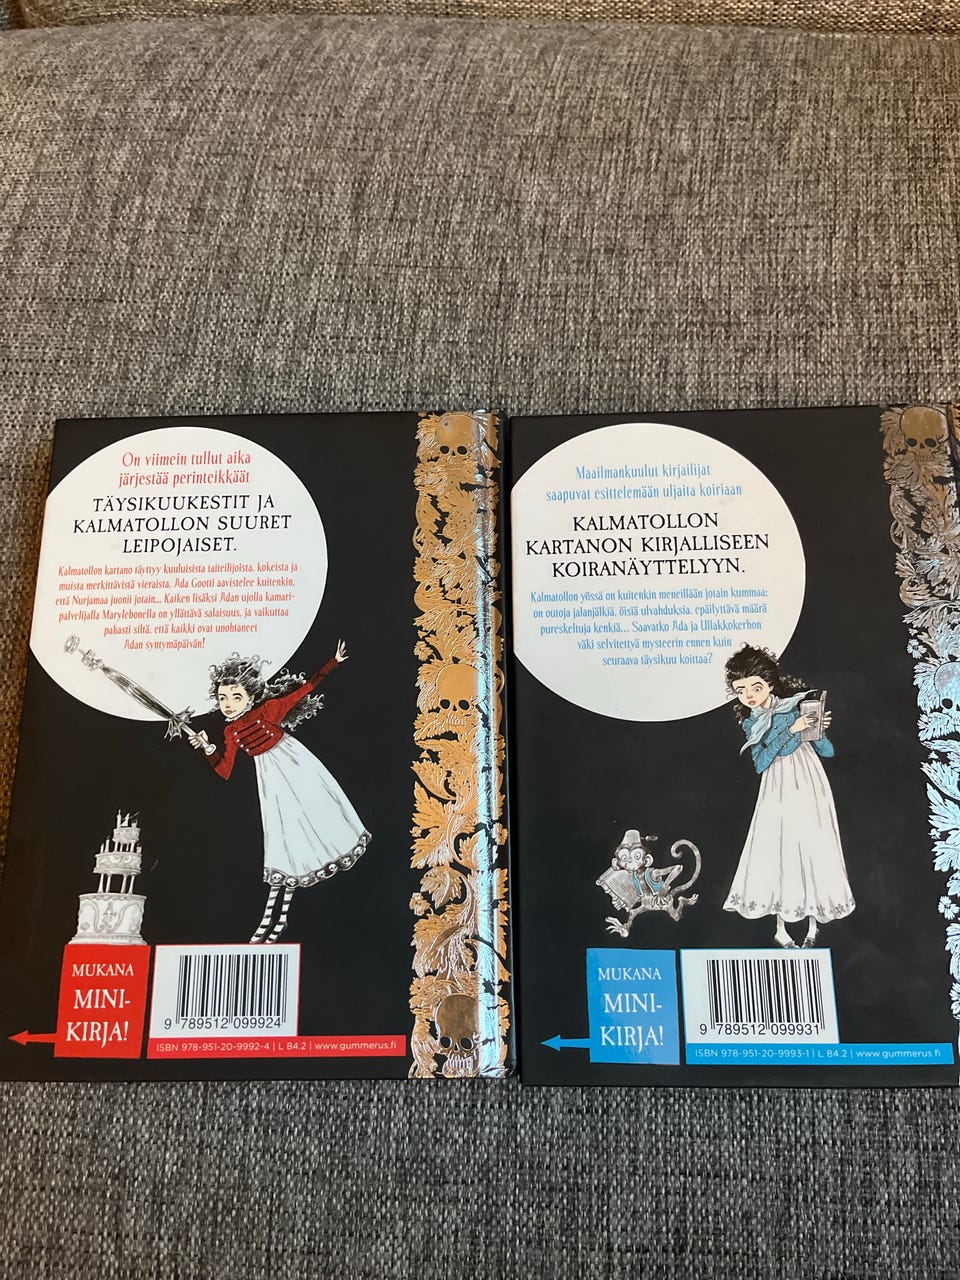 On viimein tullut aika
järjestää perinteikkäät
TÄYSIKUUKESTIT JA
KALMATOLLON SUURET
LEIPOJAISET.
Kalmatollon kartano täyttyy kuuluisista taiteilijoista, kokeista ja
muista merkittävistä vieraista. Ada Gootti aavistelee kuitenkin,
että Nurjamaa juonii jotain... Kaiken lisäksi Adan ujolla kamari-
palvelijalla Marylebonella on yllättävä salaisuus, ja vaikuttaa
pahasti siltä, että kaikki ovat unohtaneet
Adan syntymäpäivän!
MUKANA
MINI-
KIRJA!
9 789512 099924
ISBN 978-951-20-9992-4 | L 84.2 | www.gummerus.fi
Maailmankuulut kirjailijat
saapuvat esittelemään uljaita koiriaan
KALMATOLLON
KARTANON KIRJALLISEEN
KOIRANÄYTTELYYN.
Kalmatollon yössä on kuitenkin meneillään jotain kummaa:
on outoja jalanjälkiä, öisiä ulvahduksia, epäilyttävä määrä
pureskeltuja kenkiä... Saavatko Ada ja Ullakkokerhon
väki selvitettyä mysteerin ennen kuin
seuraava täysikuu koittaa?
MUKANA
MINI-
KIRJA!
9 789512 099931
ISBN 978-951-20-9993-1 | L 84.2 | www.gummerus.fi